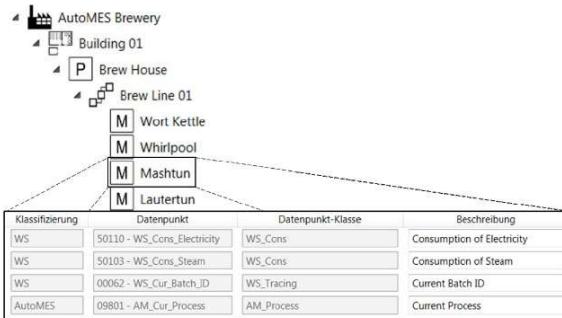 AutoMES Brewery
Building 01
P Brew House
Brew Line 01
M Wort Kettle
M Whirlpool
M Mashtun
M Lautertun
Klassifizierung Datenpunkt Datenpunkt-Klasse Beschreibung
WS 50110 - WS_Cons_Electricity WS_Cons Consumption of Electricity
WS 50103 - WS_Cons_Steam WS_Cons Consumption of Steam
WS 00062 - WS_Cur_Batch_ID WS_Tracing Current Batch ID
AutoMES 09801 - AM_Cur_Process AM_Process Current Process